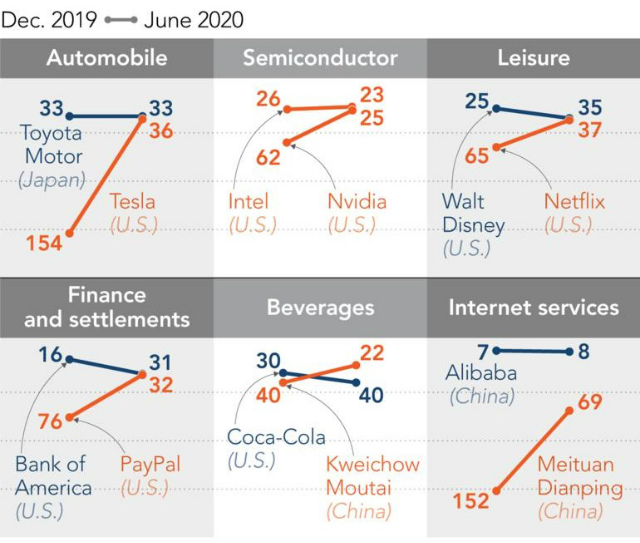 Dec. 2019 June 2020
Automobile
33 33
36
Toyota
Motor
(Japan)
Tesla
(U.S.)
154
Semiconductor
26 23
25
62
Intel
(U.S.)
Nvidia
(U.S.)
Leisure
25 35
37
65
Walt
Disney
(U.S.)
Netflix
(U.S.)
Finance
and settlements
16 31
32
76
Bank of
America
(U.S.)
PayPal
(U.S.)
Beverages
30 22
40 40
Coca-Cola
(U.S.)
Kweichow
Moutai
(China)
Internet services
7 8
Alibaba
(China)
69
152
Meituan
Dianping
(China)